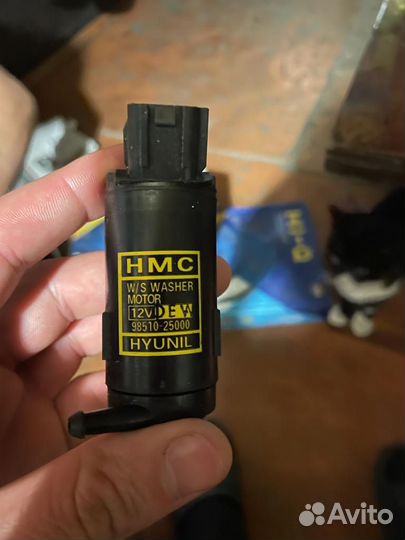 HMC
W/S WASHER
MOTOR
12V DEW
98510-25000
HYUNIL
Avito